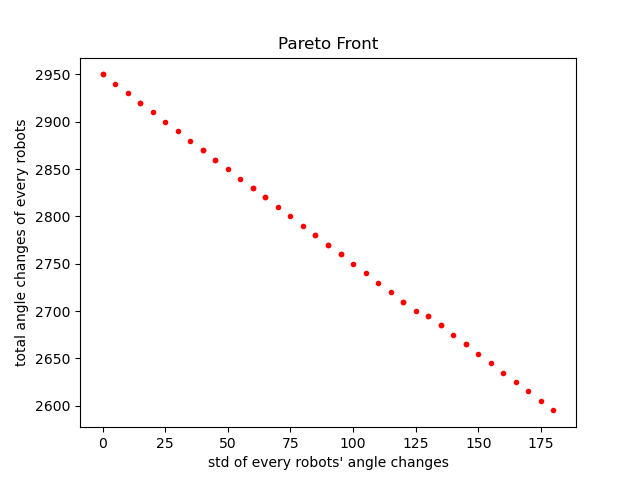 Pareto Front
total angle changes of every robots
2950
2900
2850
2800
2750
2700
2650
2600
0 25 50 75 100 125 150 175
std of every robots' angle changes